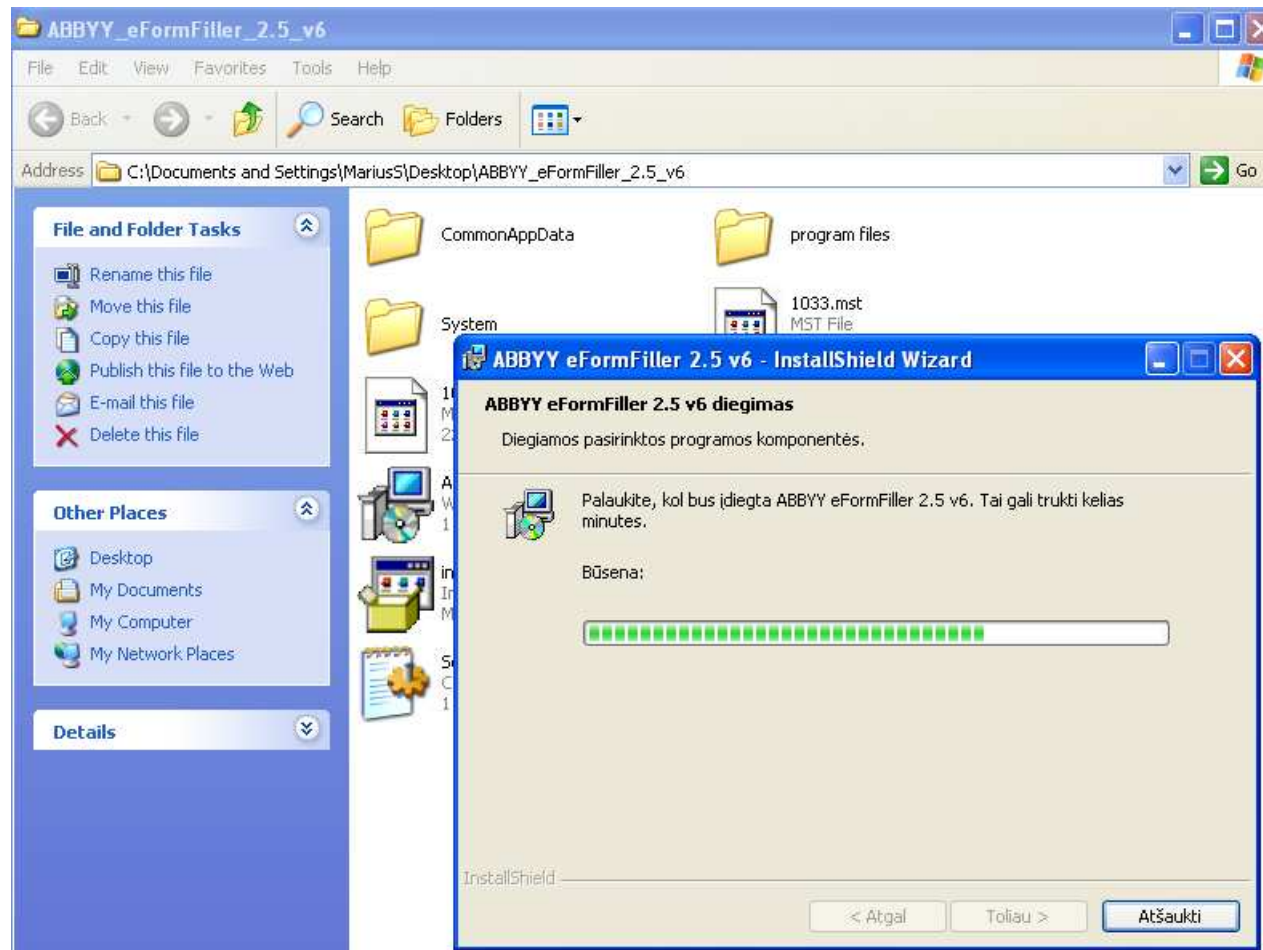 ABBYY_eFormFiller_2.5_v6
File Edit View Favorites Tools Help
Back Search Folders
Address C:\Documents and Settings\MariusS\Desktop\ABBYY_eFormFiller_2.5_v6 Go
File and Folder Tasks
Rename this file
Move this file
Copy this file
Publish this file to the Web
E-mail this file
Delete this file
Other Places
Desktop
My Documents
My Computer
My Network Places
Details
CommonAppData
program files
System
1033.mst
MST File
ABBYY eFormFiller 2.5 v6 - InstallShield Wizard
ABBYY eFormFiller 2.5 v6 diegimas
Diegiamos pasirinktos programos komponentės.
Palaukite, kol bus įdiegta ABBYY eFormFiller 2.5 v6. Tai gali trukti kelias
minutes.
Būsena:
InstallShield
< Atgal Toliau > Atšaukti